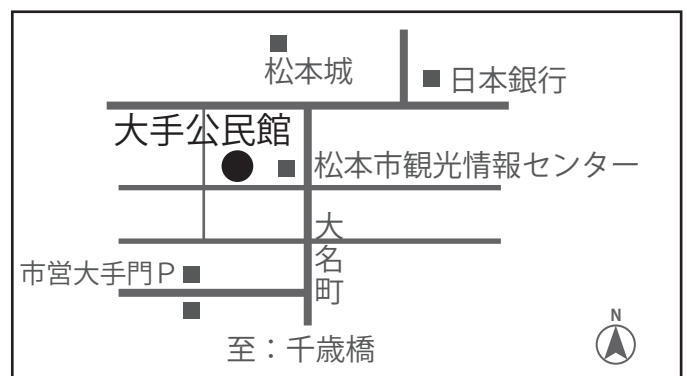 松本城
日本銀行
大手公民館
松本市観光情報センター
大名町
市営大手門P
至：千歳橋
N